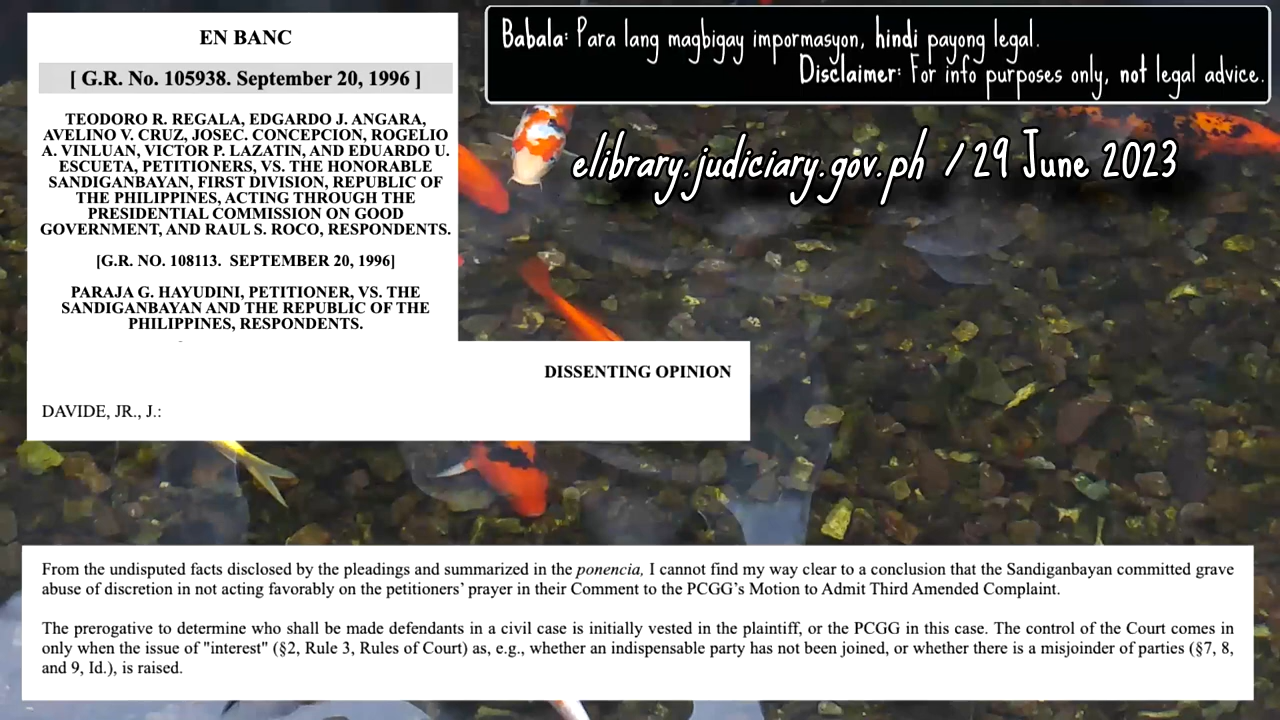 EN BANC
[ G.R. No. 105938. September 20, 1996 ]
TEODORO R. REGALA, EDGARDO J. ANGARA,
AVELINO V. CRUZ, JOSEC. CONCEPCION, ROGELIO
A. VINLUAN, VICTOR P. LAZATIN, AND EDUARDO U.
ESCUETA, PETITIONERS, VS. THE HONORABLE
SANDIGANBAYAN, FIRST DIVISION, REPUBLIC OF
THE PHILIPPINES, ACTING THROUGH THE
PRESIDENTIAL COMMISSION ON GOOD
GOVERNMENT, AND RAUL S. ROCO, RESPONDENTS.
[G.R. NO. 108113. SEPTEMBER 20, 1996]
PARAJA G. HAYUDINI, PETITIONER, VS. THE
SANDIGANBAYAN AND THE REPUBLIC OF THE
PHILIPPINES, RESPONDENTS.
Babala: Para lang magbigay impormasyon, hindi payong legal.
Disclaimer: For info purposes only, not legal advice.
elibrary.judiciary.gov.ph / 29 June 2023
DISSENTING OPINION
DAVIDE, JR., J.:
From the undisputed facts disclosed by the pleadings and summarized in the ponencia, I cannot find my way clear to a conclusion that the Sandiganbayan committed grave
abuse of discretion in not acting favorably on the petitioners' prayer in their Comment to the PCGG's Motion to Admit Third Amended Complaint.
The prerogative to determine who shall be made defendants in a civil case is initially vested in the plaintiff, or the PCGG in this case. The control of the Court comes in
only when the issue of "interest" (§2, Rule 3, Rules of Court) as, e.g., whether an indispensable party has not been joined, or whether there is a misjoinder of parties (§7, 8,
and 9, Id.), is raised.